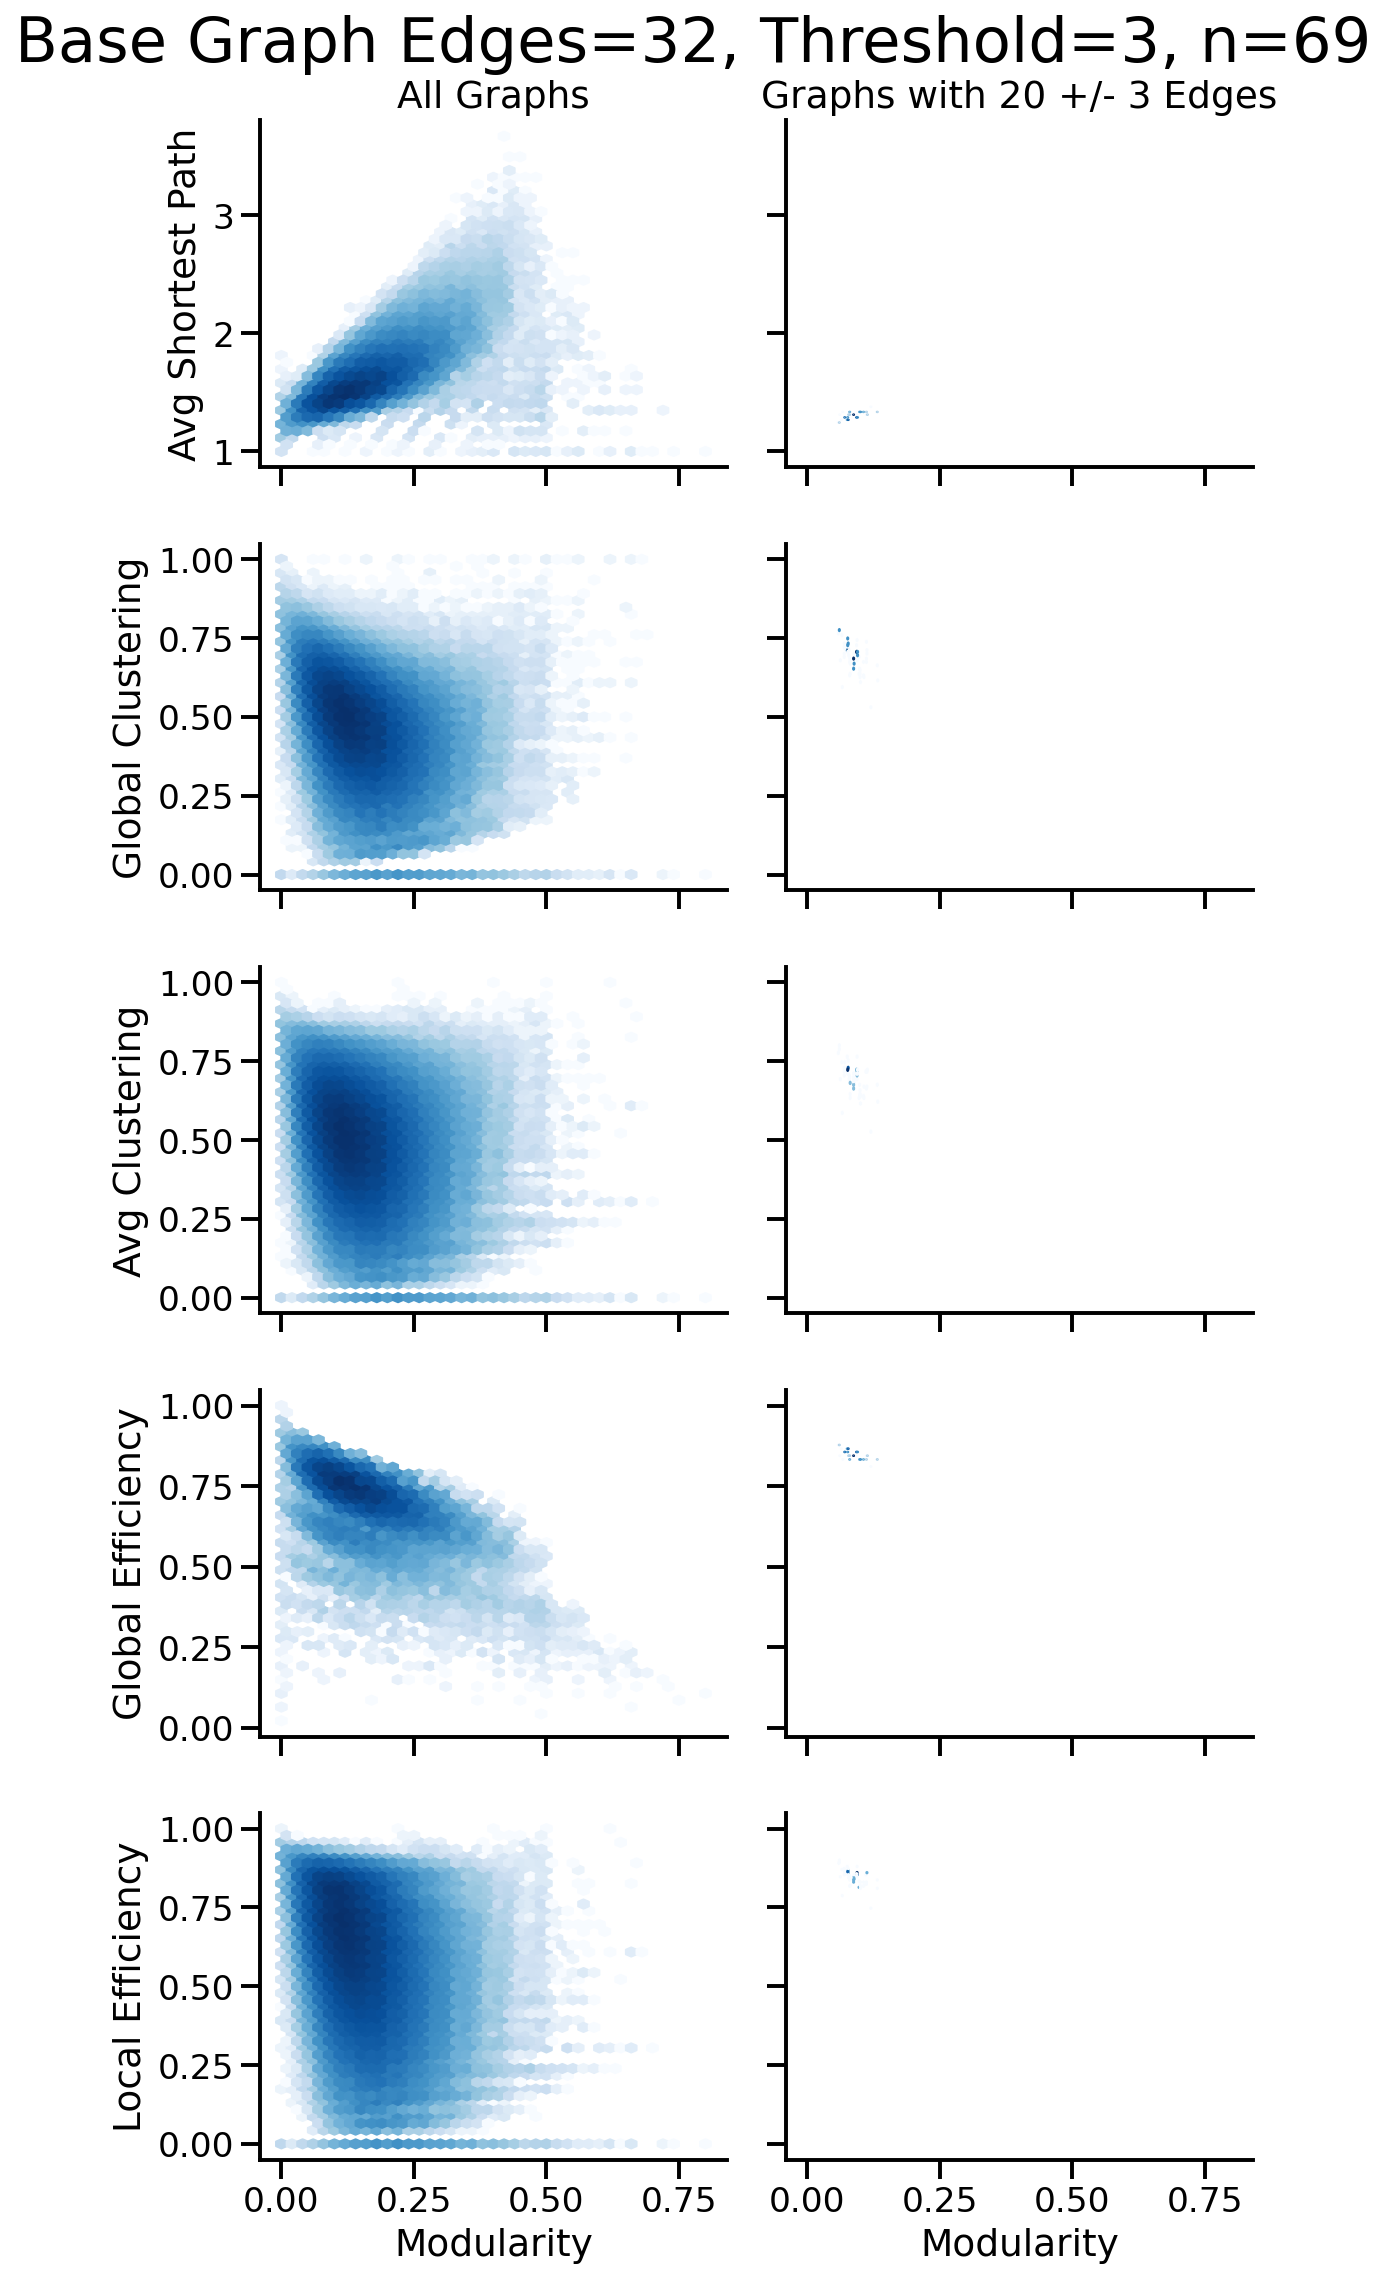 Base Graph Edges=32, Threshold=3, n=69
All Graphs
Graphs with 20 +/- 3 Edges
Avg Shortest Path
3
2
1
Global Clustering
1.00
0.75
0.50
0.25
0.00
Avg Clustering
1.00
0.75
0.50
0.25
0.00
Global Efficiency
1.00
0.75
0.50
0.25
0.00
Local Efficiency
1.00
0.75
0.50
0.25
0.00
0.00 0.25 0.50 0.75
Modularity
0.00 0.25 0.50 0.75
Modularity